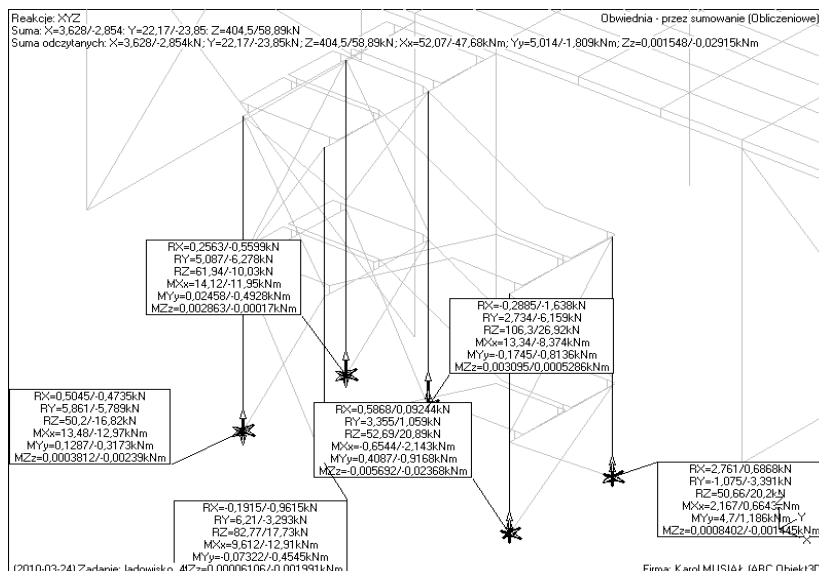 Reakcje: XYZ
Obwiednia - przez sumowanie (Obliczeniowe)
Suma: X=3,628/-2,854: Y=22,17/-23,85: Z=404,5/58,89kN
Suma odczytanych: X=3,628/-2,854kN; Y=22,17/-23,85kN; Z=404,5/58,89kN; Xx=52,07/-47,68kNm; Yy=5,014/-1,809kNm; Zz=0,001548/-0,02915kNm
RX=0,2563/-0,5599kN
RY=5,087/-6,278kN
RZ=61,94/-10,03kN
MXx=14,12/-11,95kNm
MYy=0,02458/-0,4928kNm
MZz=0,002863/-0,00017kNm
RX=-0,2885/-1,638kN
RY=2,734/-6,159kN
RZ=106,3/26,92kN
MXx=13,34/-8,374kNm
MYy=-0,1745/-0,8136kNm
MZz=0,003095/0,0005286kNm
RX=0,5045/-0,4735kN
RY=5,861/-5,789kN
RZ=50,2/-16,82kN
MXx=13,48/-12,97kNm
MYy=0,1287/-0,3173kNm
MZz=0,0003812/-0,00239kNm
RX=0,5868/0,09244kN
RY=3,355/1,059kN
RZ=52,69/20,89kN
MXx=-0,6544/-2,143kNm
MYy=0,4087/-0,9168kNm
MZz=-0,005692/-0,02368kNm
RX=2,761/0,6868kN
RY=-1,075/-3,391kN
RZ=50,66/20,2kN
MXx=2,167/0,6643kNm
MYy=4,7/1,186kNm
MZz=0,0008402/-0,001445kNm
Z
Y
X
RX=-0,1915/-0,9615kN
RY=6,21/-3,293kN
RZ=82,77/17,73kN
MXx=9,612/-12,91kNm
MYy=-0,07322/-0,4545kNm
(2010-03-24) Zadanie: ladowisko Zz=0,00006106/-0,001991kNm
Firma: Karol MUSIAŁ (ABC Obiekt3D